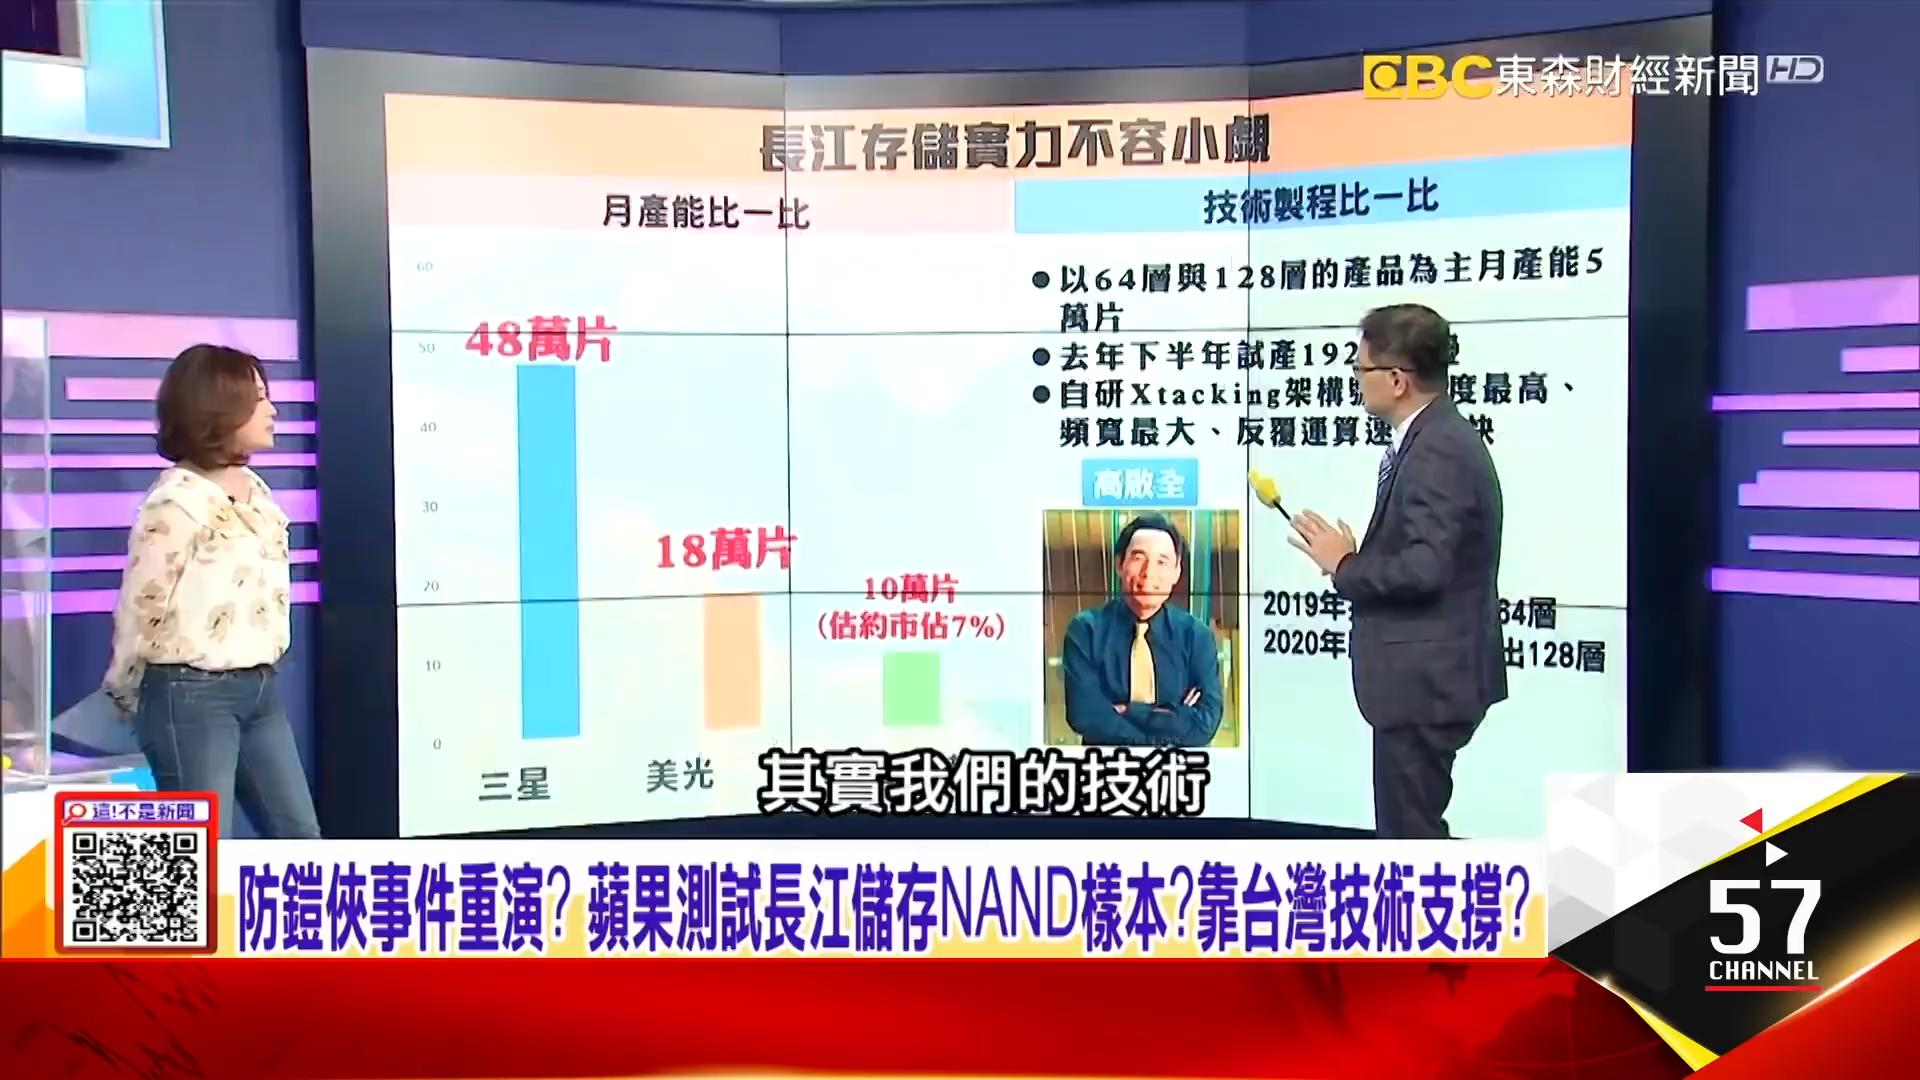 EBC東森財經新聞HD
長江存儲實力不容小覷
月產能比一比
技術製程比一比
60
50
40
30
20
10
0
48萬片
18萬片
10萬片
(估約市佔7%)
三星
美光
●以64層與128層的產品為主月產能5
萬片
●去年下半年試產192
●自研Xtacking架構 度最高、
頻寬最大、反覆運算速 快
高啟全
2019年 64層
2020年 出128層
其實我們的技術
這!不是新聞
防鎧俠事件重演? 蘋果測試長江儲存NAND樣本?靠台灣技術支撐?
57
CHANNEL